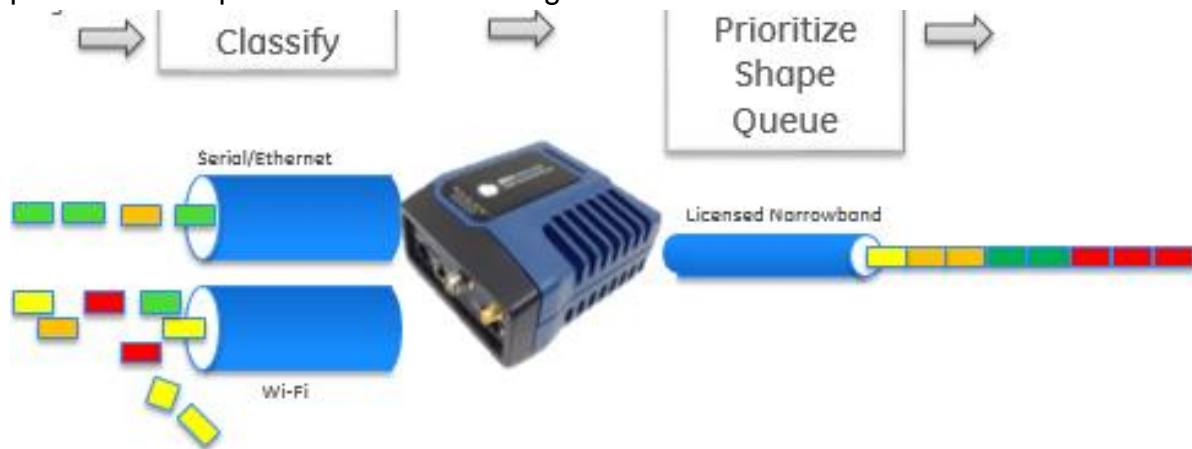 Classify
Prioritize
Shape
Queue
Serial/Ethernet
Licensed Narrowband
Wi-Fi